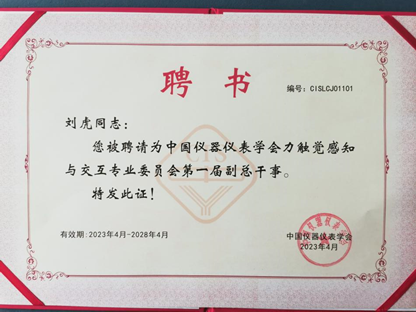 聘书
编号：CISLCJ01101
刘虎同志：
您被聘请为中国仪器仪表学会力触觉感知
与交互专业委员会第一届副总干事。
特发此证！
CIS
有效期：2023年4月-2028年4月
中国仪器仪表学会
2023年4月